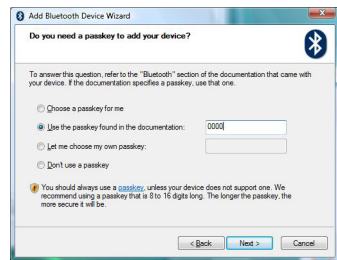 Add Bluetooth Device Wizard
Do you need a passkey to add your device?
To answer this question, refer to the "Bluetooth" section of the documentation that came with
your device. If the documentation specifies a passkey, use that one.
Choose a passkey for me
Use the passkey found in the documentation: 0000
Let me choose my own passkey:
Don't use a passkey
You should always use a passkey, unless your device does not support one. We
recommend using a passkey that is 8 to 16 digits long. The longer the passkey, the
more secure it will be.
< Back Next > Cancel